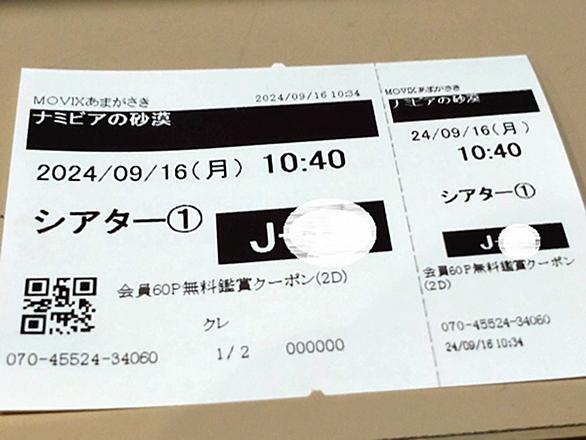 MOVIXあまがさき 2024/09/16 10:34
ナミビアの砂漠
2024/09/16(月) 10:40
シアター① J-
会員60P無料鑑賞クーポン(2D)
クレ
070-45524-34060 1/2 000000
MOVIXあまがさき
ナミビアの砂漠
24/09/16(月)
10:40
シアター①
J-
会員60P無料鑑賞クーポン
(2D)
070-45524-34060
24/09/16 10:34